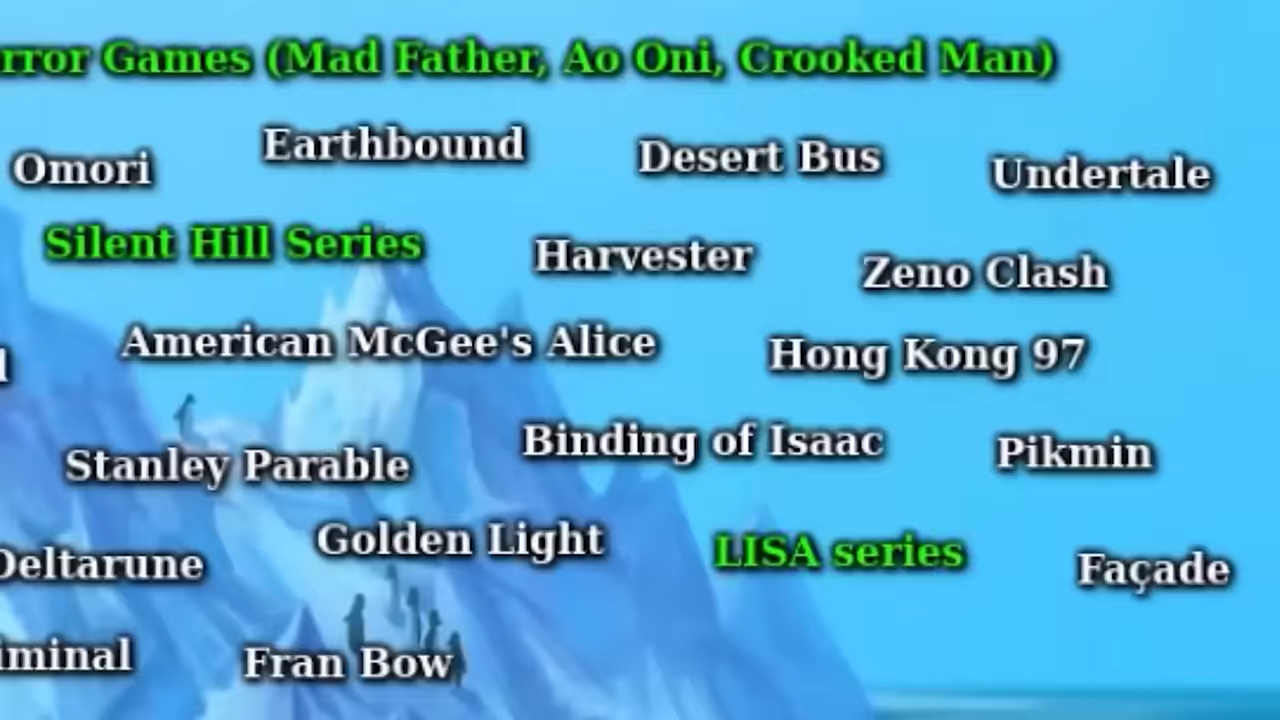 rror Games (Mad Father, Ao Oni, Crooked Man)
Omori
Earthbound
Desert Bus
Undertale
Silent Hill Series
Harvester
Zeno Clash
American McGee's Alice
Hong Kong 97
Stanley Parable
Binding of Isaac
Pikmin
Deltarune
Golden Light
LISA series
Façade
iminal
Fran Bow